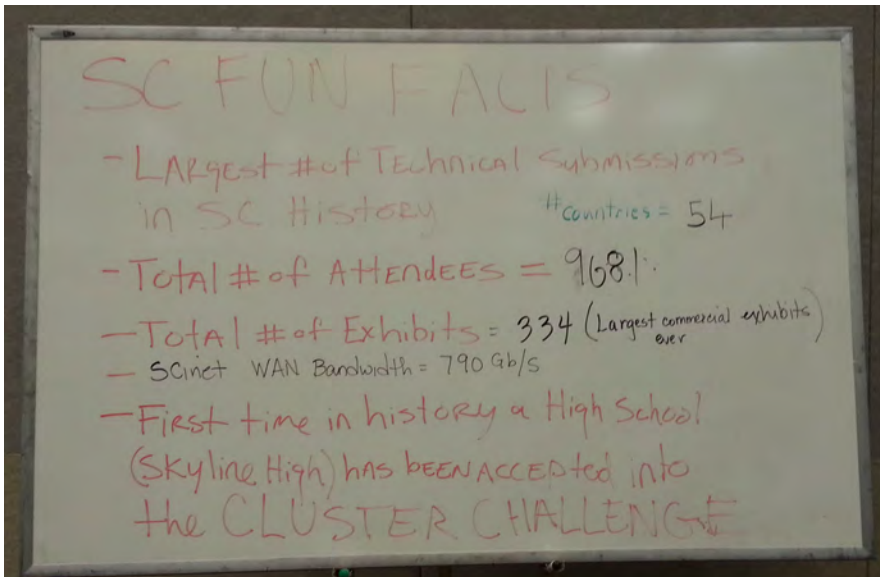 SC FUN FACTS
- LARGEST # of TECHNICAL SUBMISSIONS
in SC HISTORY
#countries = 54
- TOTAL # of ATTENDEES = 9681
- TOTAL # of Exhibits = 334 (Largest commercial exhibits
ever)
- SCinet WAN Bandwidth = 790 Gb/s
- FIRST time in history a High School
(Skyline High) has BEEN ACCEPted into
the CLUSTER CHALLENGE